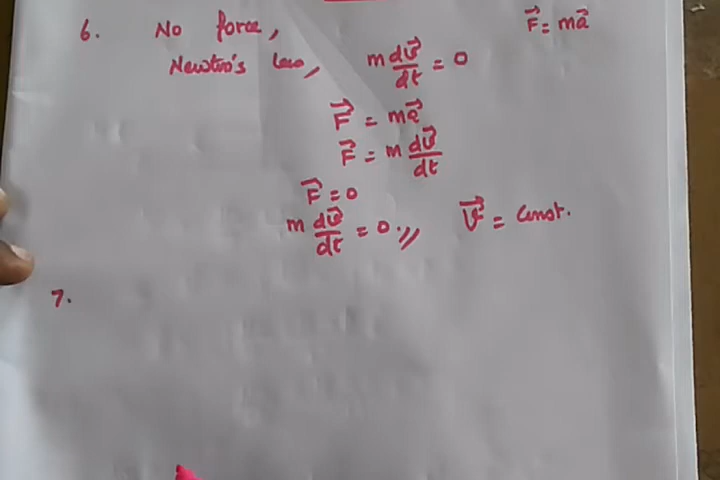 6. No force, F⃗ = ma⃗
Newton's law, m dv⃗/dt = 0
F⃗ = ma⃗
F⃗ = m dv⃗/dt
F⃗ = 0
m dv⃗/dt = 0 // v⃗ = const.
7.